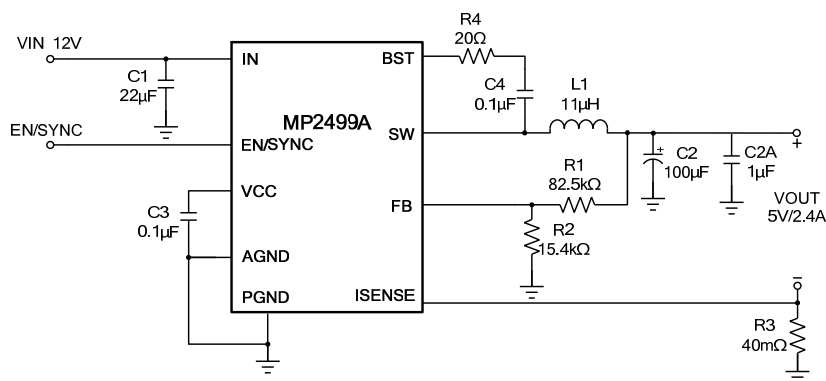 VIN 12V
C1
22µF
EN/SYNC
C3
0.1µF
IN
MP2499A
EN/SYNC
VCC
AGND
PGND
BST
SW
FB
ISENSE
R4
20Ω
C4
0.1µF
L1
11µH
R1
82.5kΩ
R2
15.4kΩ
+
C2
100µF
C2A
1µF
+
VOUT
5V/2.4A
−
R3
40mΩ